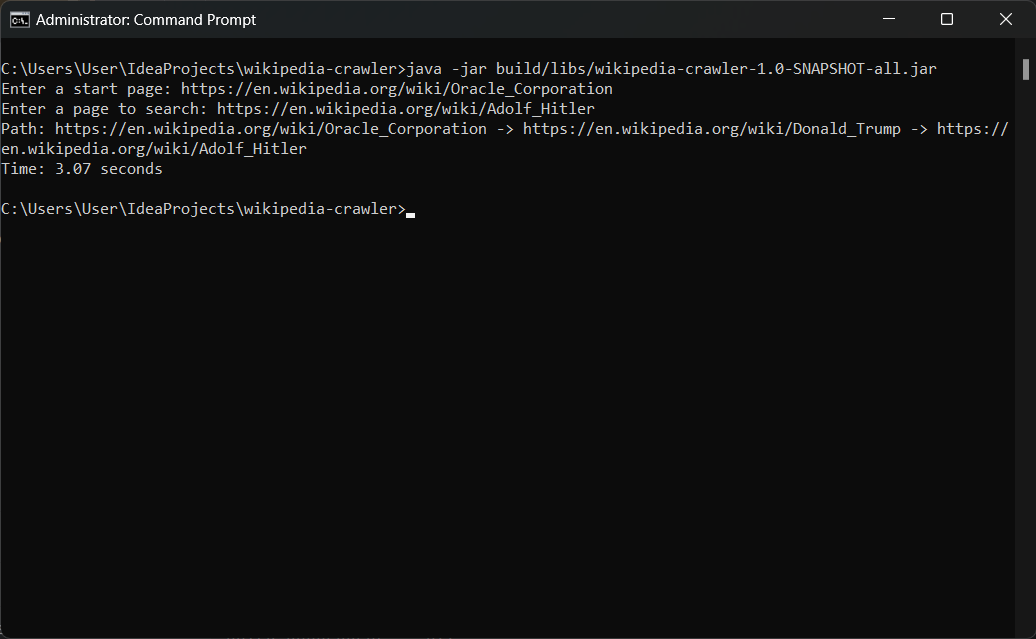 Administrator: Command Prompt
C:\Users\User\IdeaProjects\wikipedia-crawler>java -jar build/libs/wikipedia-crawler-1.0-SNAPSHOT-all.jar
Enter a start page: https://en.wikipedia.org/wiki/Oracle_Corporation
Enter a page to search: https://en.wikipedia.org/wiki/Adolf_Hitler
Path: https://en.wikipedia.org/wiki/Oracle_Corporation -> https://en.wikipedia.org/wiki/Donald_Trump -> https://
en.wikipedia.org/wiki/Adolf_Hitler
Time: 3.07 seconds
C:\Users\User\IdeaProjects\wikipedia-crawler>